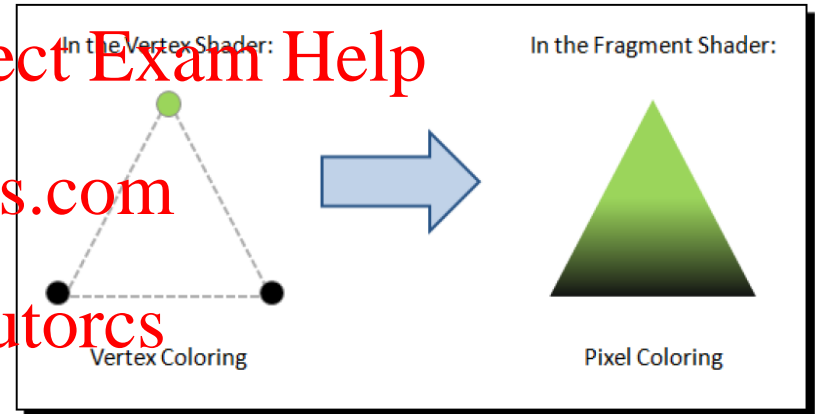 In the Vertex Shader:
In the Fragment Shader:
ect Exam Help
s.com
utorcs
Vertex Coloring
Pixel Coloring